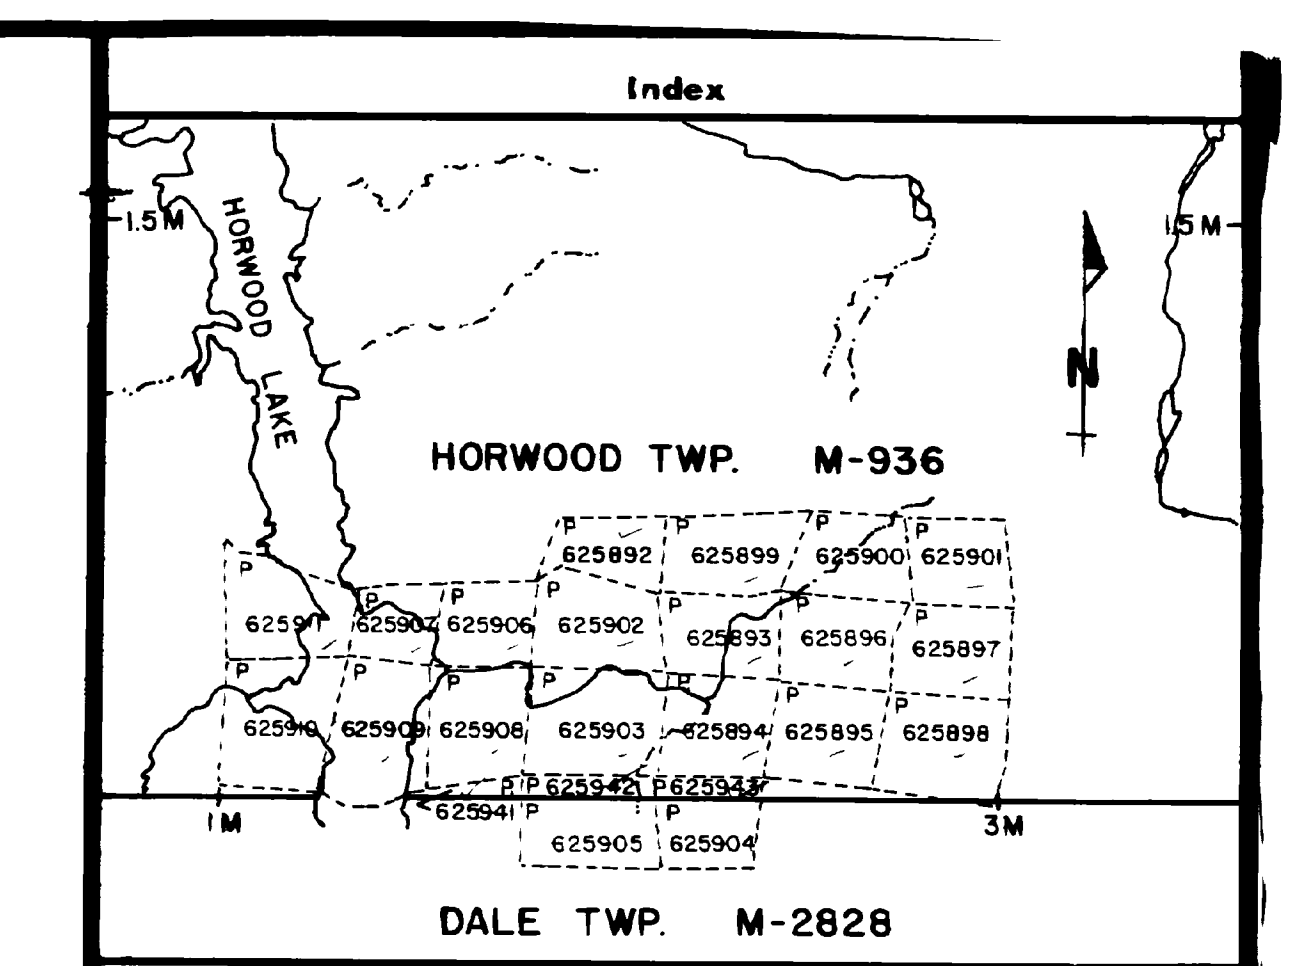 Index
1.5M
1.5M
HORWOOD LAKE
N
HORWOOD TWP. M-936
P P P P
625892 625899 625900 625901
P P P P P P P
625911 625907 625906 625902 625893 625896 625897
P P P P P P P
625910 625909 625908 625903 625894 625895 625898
P P 625942 P 625943
625941 P P
625905 625904
1M
3M
DALE TWP. M-2828